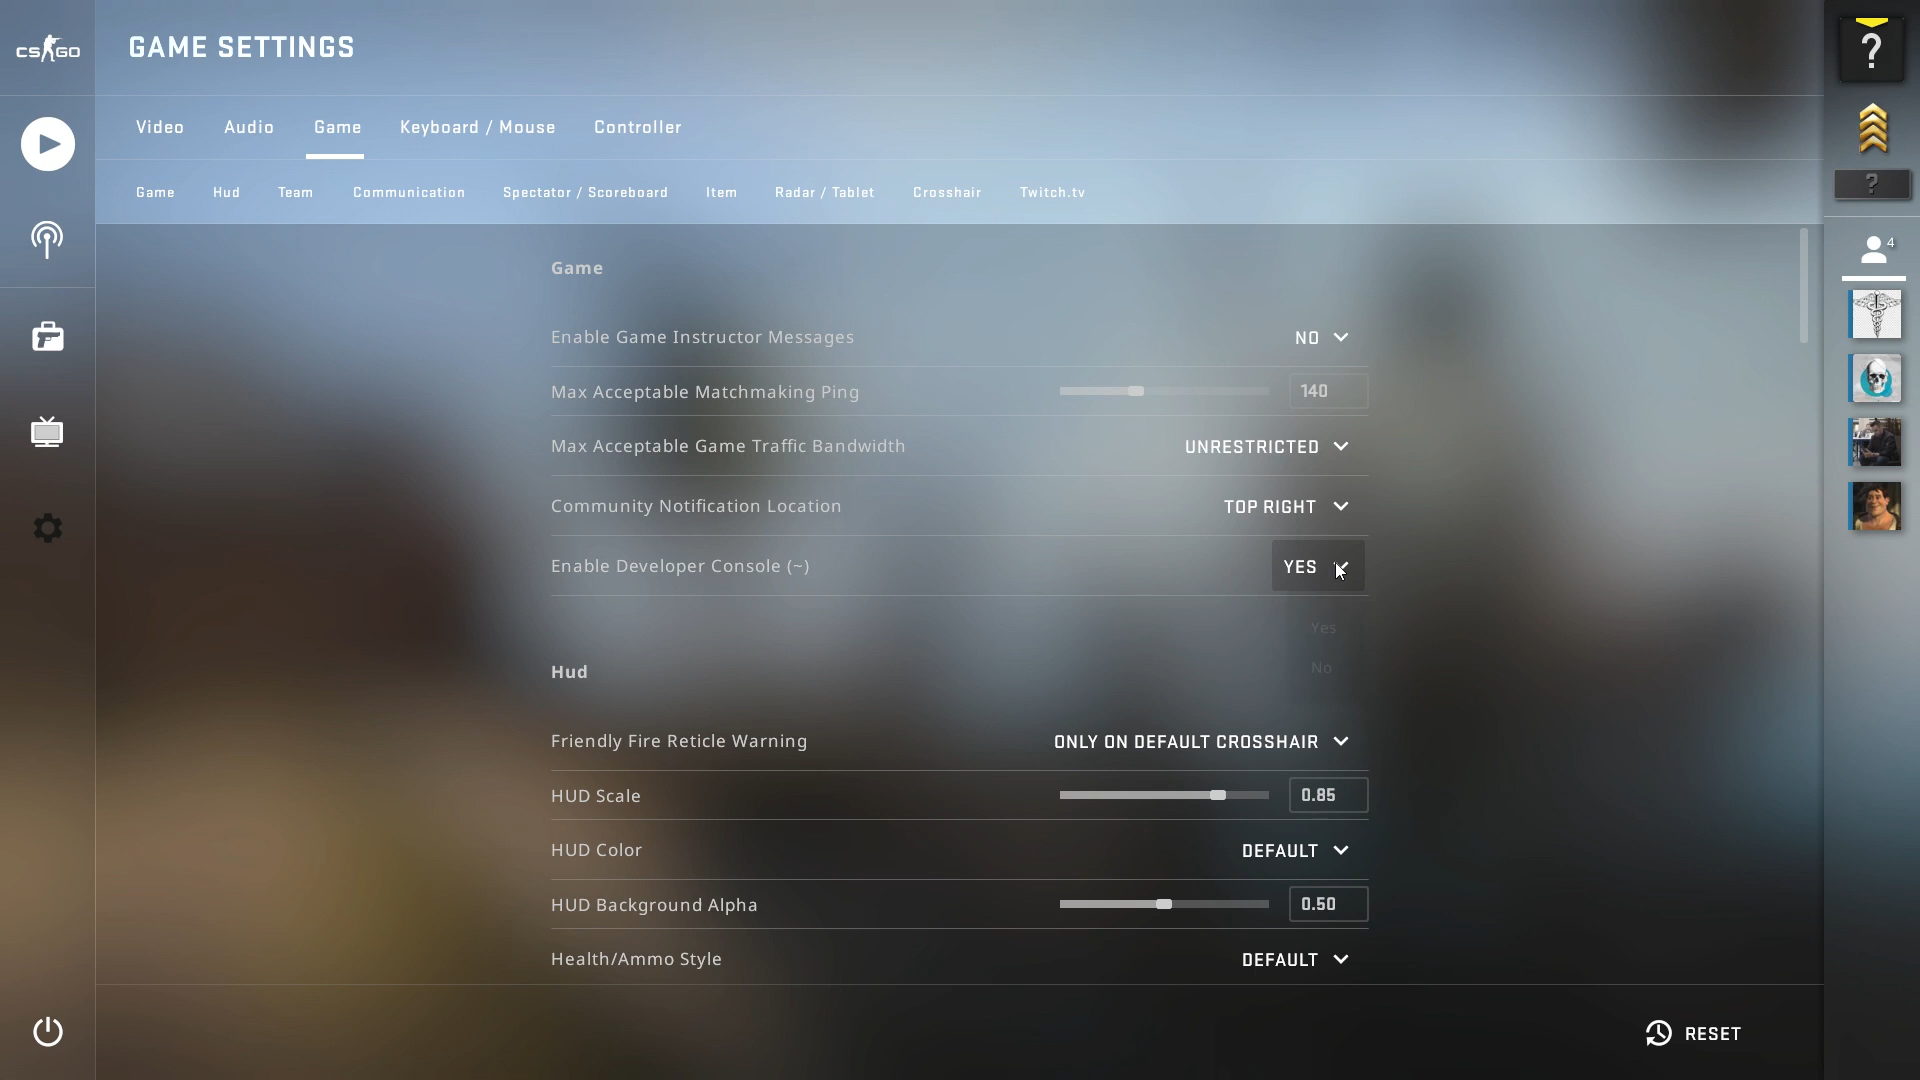 CS GO
GAME SETTINGS
?
Video Audio Game Keyboard / Mouse Controller
Game Hud Team Communication Spectator / Scoreboard Item Radar / Tablet Crosshair Twitch.tv
?
4
Game
Enable Game Instructor Messages NO
Max Acceptable Matchmaking Ping 140
Max Acceptable Game Traffic Bandwidth UNRESTRICTED
Community Notification Location TOP RIGHT
Enable Developer Console (~) YES
Yes
No
Hud
Friendly Fire Reticle Warning ONLY ON DEFAULT CROSSHAIR
HUD Scale 0.85
HUD Color DEFAULT
HUD Background Alpha 0.50
Health/Ammo Style DEFAULT
RESET